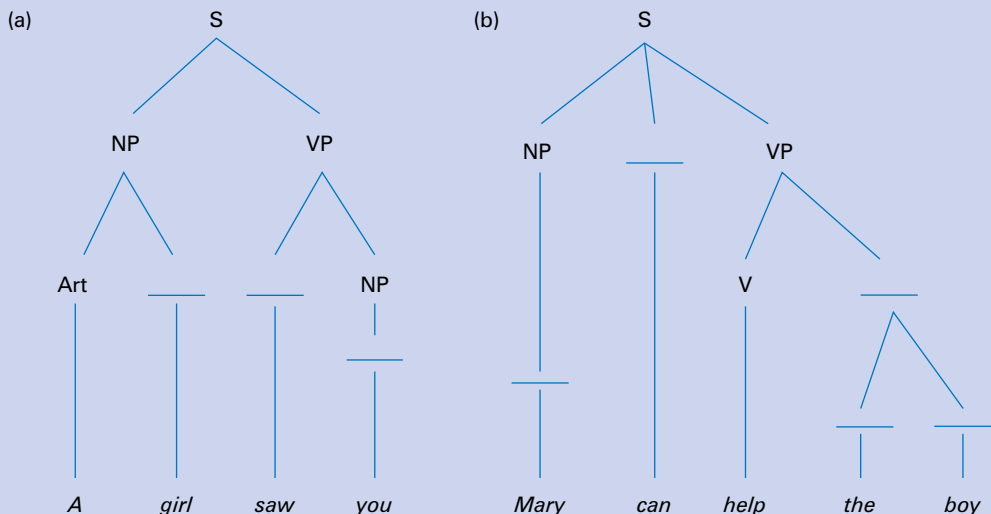 (a) S (b) S
NP VP NP VP
Art NP V
A girl saw you Mary can help the boy